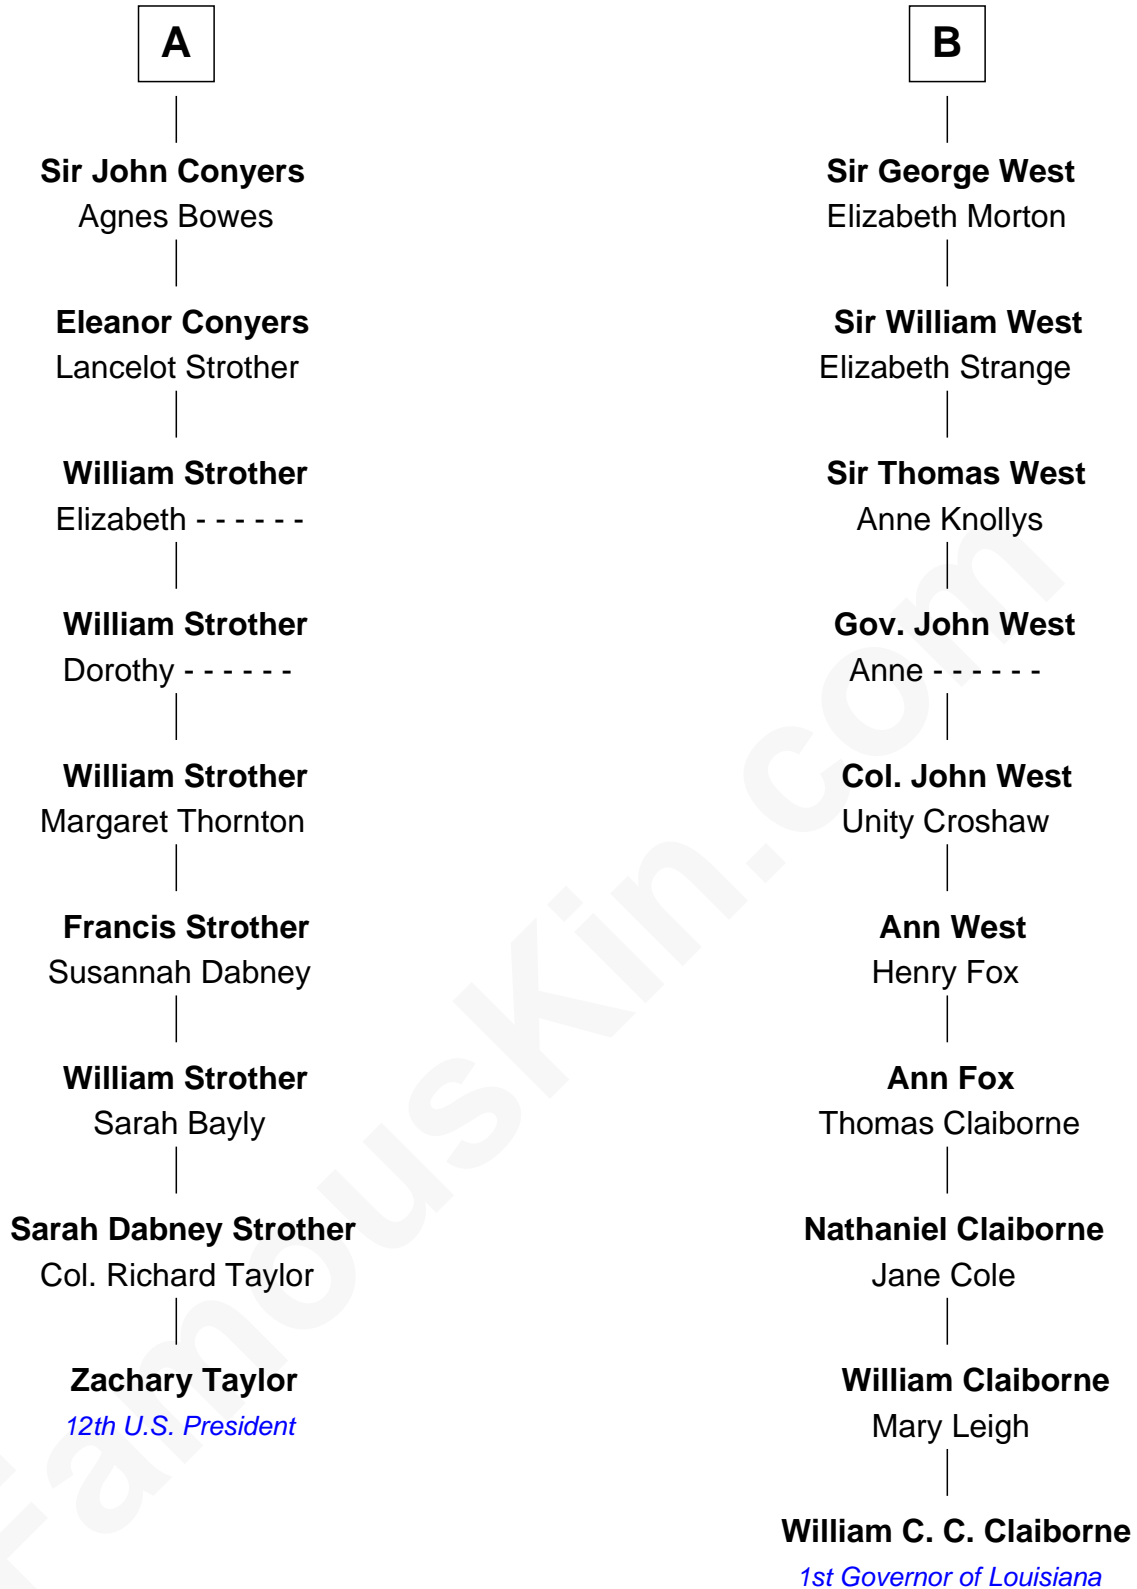 A
Sir John Conyers
Agnes Bowes
Eleanor Conyers
Lancelot Strother
William Strother
Elizabeth - - - - - -
William Strother
Dorothy - - - - - -
William Strother
Margaret Thornton
Francis Strother
Susannah Dabney
William Strother
Sarah Bayly
Sarah Dabney Strother
Col. Richard Taylor
Zachary Taylor
12th U.S. President
B
Sir George West
Elizabeth Morton
Sir William West
Elizabeth Strange
Sir Thomas West
Anne Knollys
Gov. John West
Anne - - - - - -
Col. John West
Unity Croshaw
Ann West
Henry Fox
Ann Fox
Thomas Claiborne
Nathaniel Claiborne
Jane Cole
William Claiborne
Mary Leigh
William C. C. Claiborne
1st Governor of Louisiana
FamousKin.com